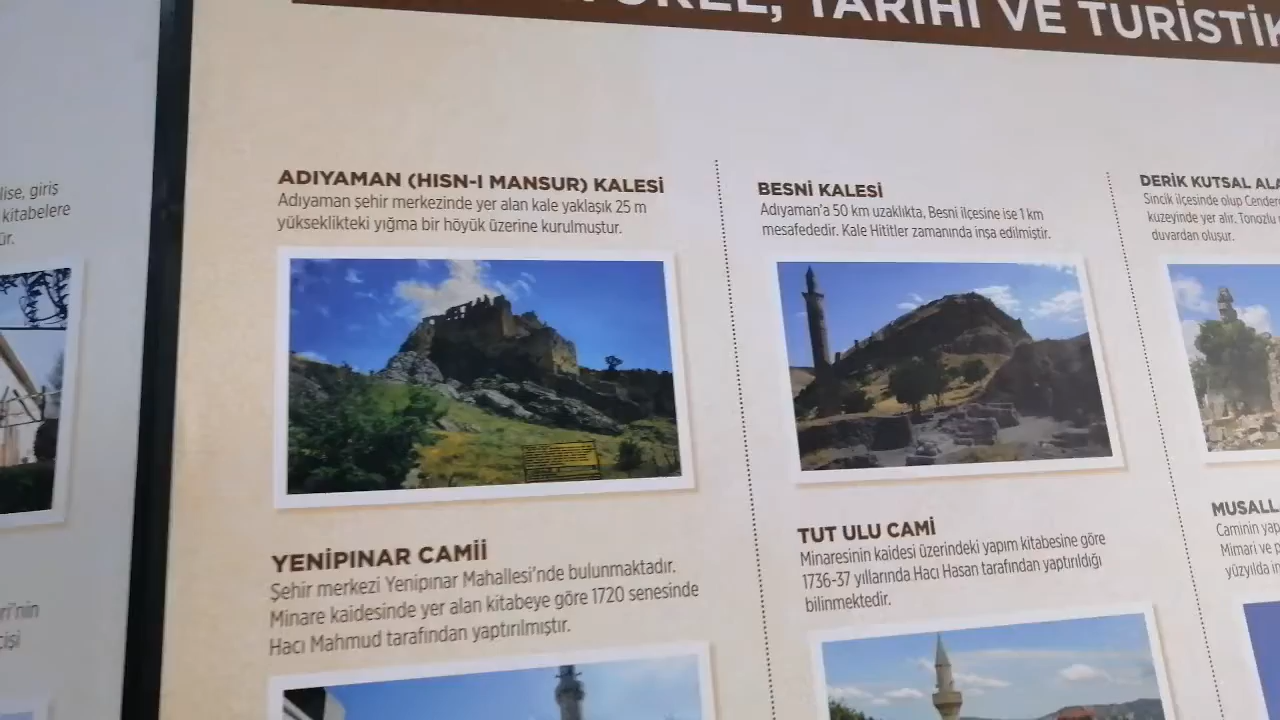 TARİHİ VE TURİSTİK
lise, giriş
kitabelere
ADIYAMAN (HISN-I MANSUR) KALESİ
Adıyaman şehir merkezinde yer alan kale yaklaşık 25 m
yükseklikteki yığma bir höyük üzerine kurulmuştur.
BESNİ KALESİ
Adıyaman'a 50 km uzaklıkta, Besni ilçesine ise 1 km
mesafededir. Kale Hititler zamanında inşa edilmiştir.
DERİK KUTSAL
Sincik ilçesinde olup
kuzeyinde yer alır. Tonozlu
duvardan oluşur.
YENİPINAR CAMİİ
Şehir merkezi Yenipınar Mahallesi'nde bulunmaktadır.
Minare kaidesinde yer alan kitabeye göre 1720 senesinde
Hacı Mahmud tarafından yaptırılmıştır.
TUT ULU CAMİ
Minaresinin kaidesi üzerindeki yapım kitabesine göre
1736-37 yıllarında Hacı Hasan tarafından yaptırıldığı
bilinmektedir.
MUSALL
Caminin yap
Mimari ve
yüzyılda